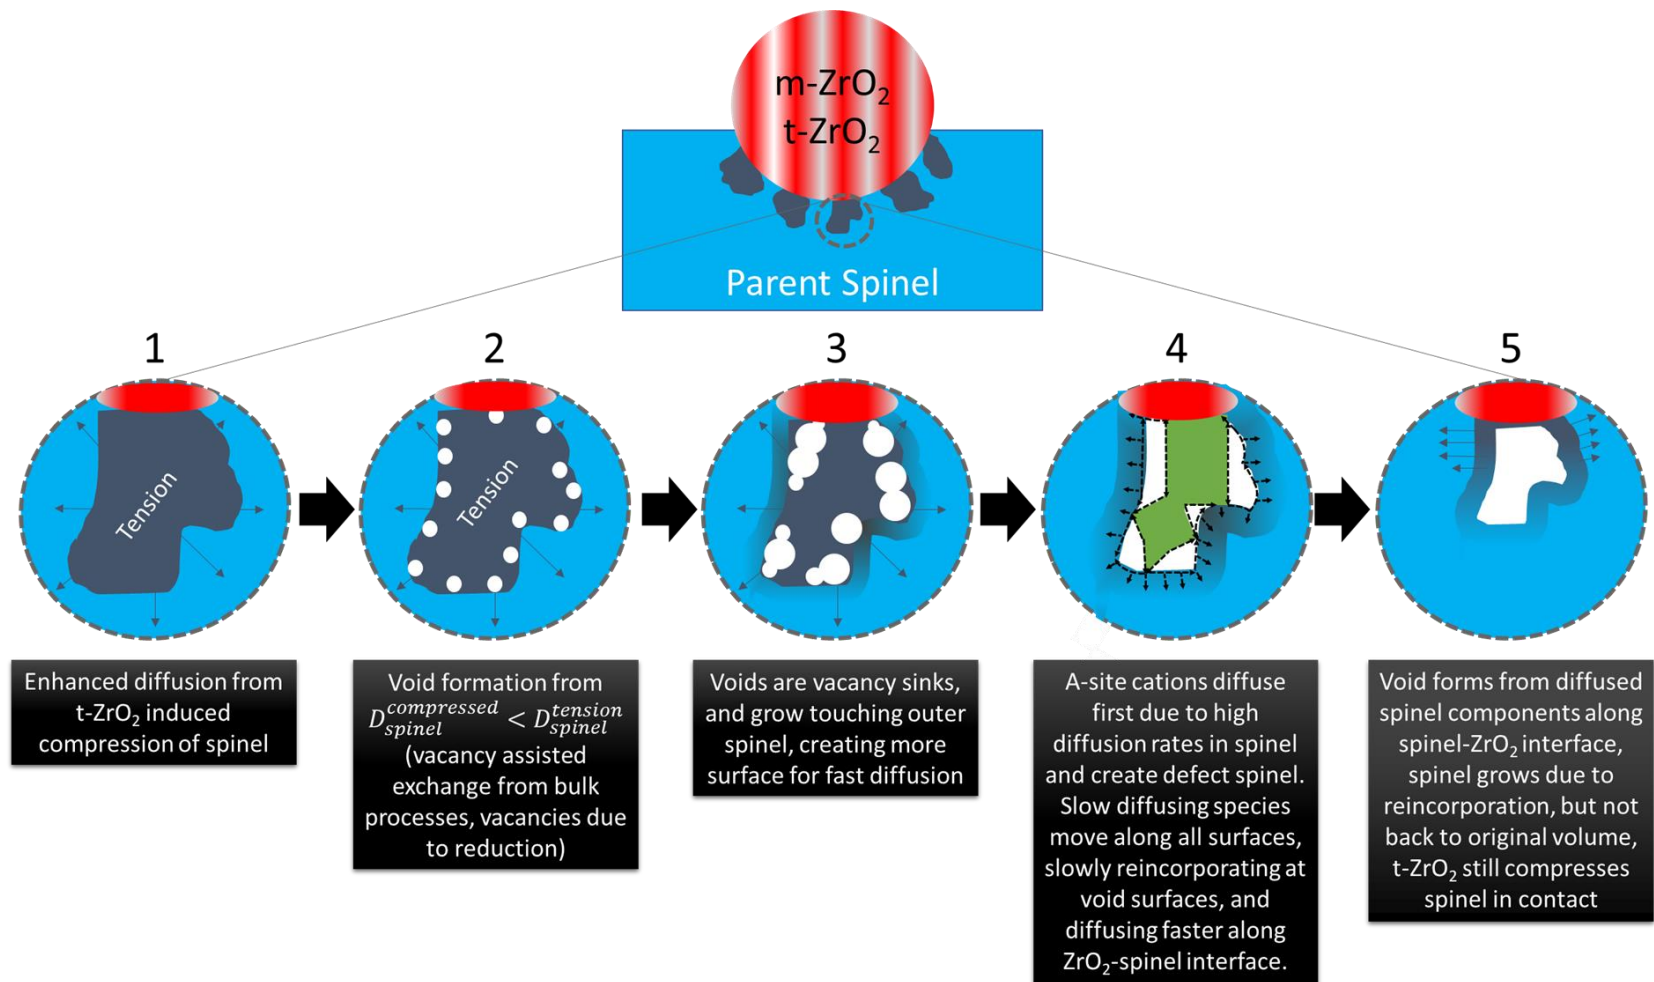 m-ZrO₂
t-ZrO₂
Parent Spinel
1
2
3
4
5
Tension
Tension
Enhanced diffusion from
t-ZrO₂ induced
compression of spinel
Void formation from
D_{spinel}^{compressed} < D_{spinel}^{tension}
(vacancy assisted
exchange from bulk
processes, vacancies due
to reduction)
Voids are vacancy sinks,
and grow touching outer
spinel, creating more
surface for fast diffusion
A-site cations diffuse
first due to high
diffusion rates in spinel
and create defect spinel.
Slow diffusing species
move along all surfaces,
slowly reincorporating at
void surfaces, and
diffusing faster along
ZrO₂-spinel interface.
Void forms from diffused
spinel components along
spinel-ZrO₂ interface,
spinel grows due to
reincorporation, but not
back to original volume,
t-ZrO₂ still compresses
spinel in contact